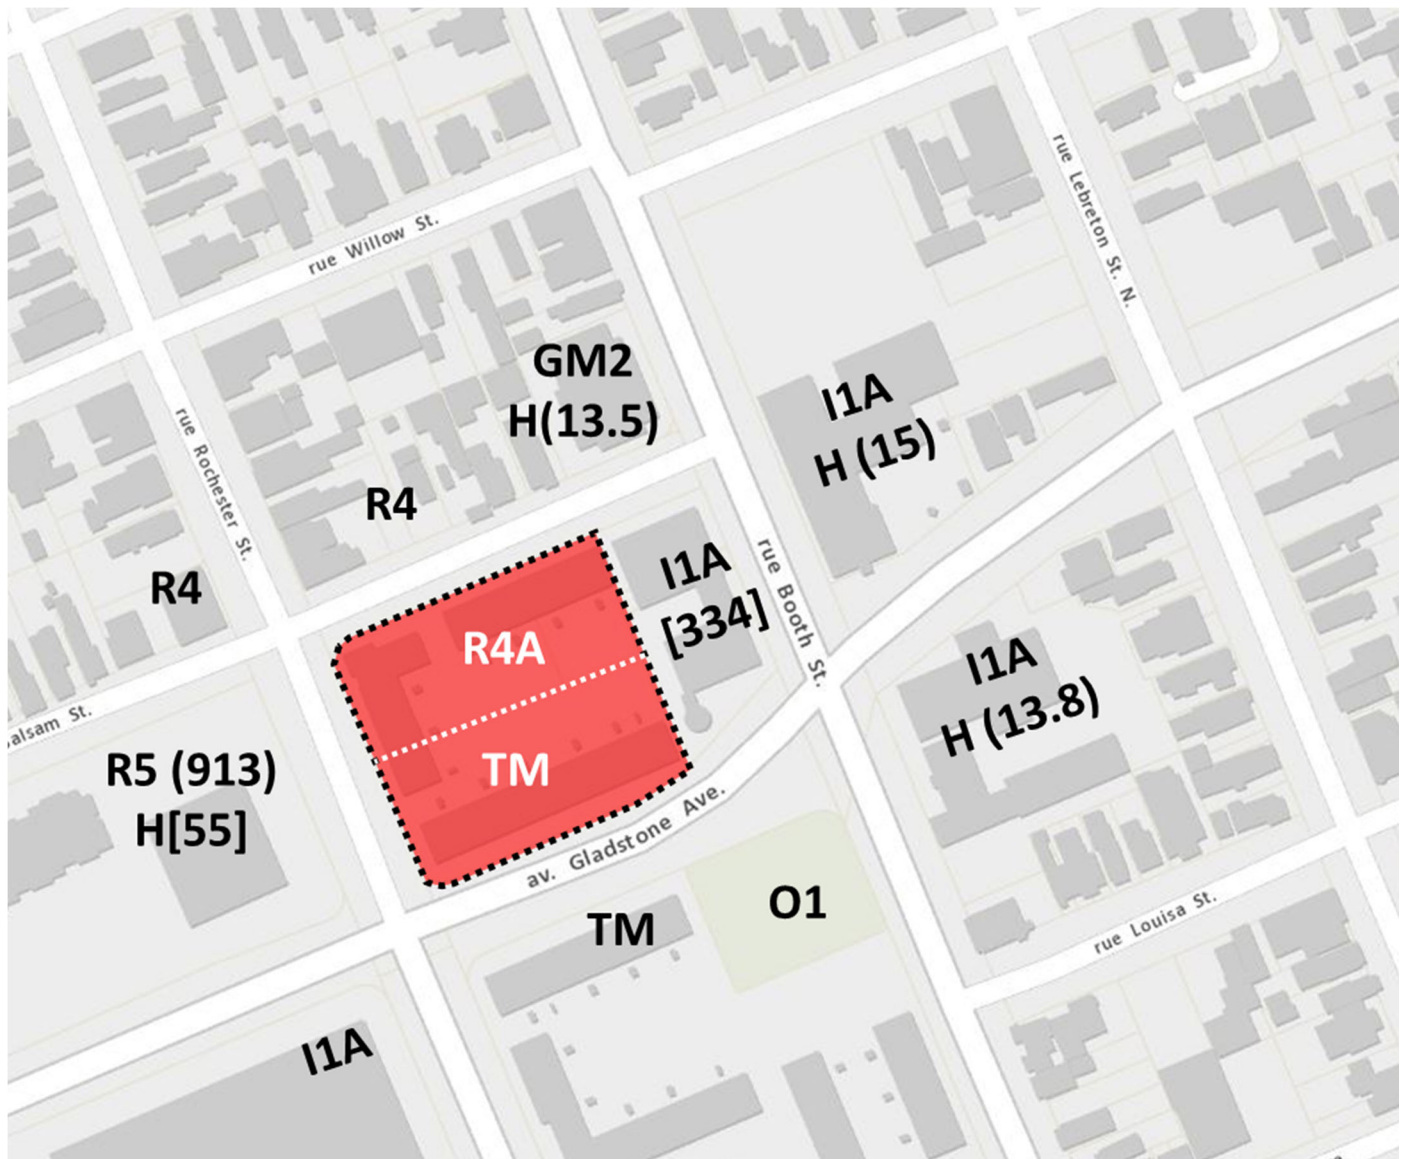 rue Lebreton St. N.
rue Willow St.
GM2
H(13.5)
I1A
H (15)
rue Rochester St.
R4
R4
I1A
[334]
rue Booth St.
R4A
I1A
H (13.8)
alsam St.
R5 (913)
H[55]
TM
av. Gladstone Ave.
O1
TM
rue Louisa St.
I1A